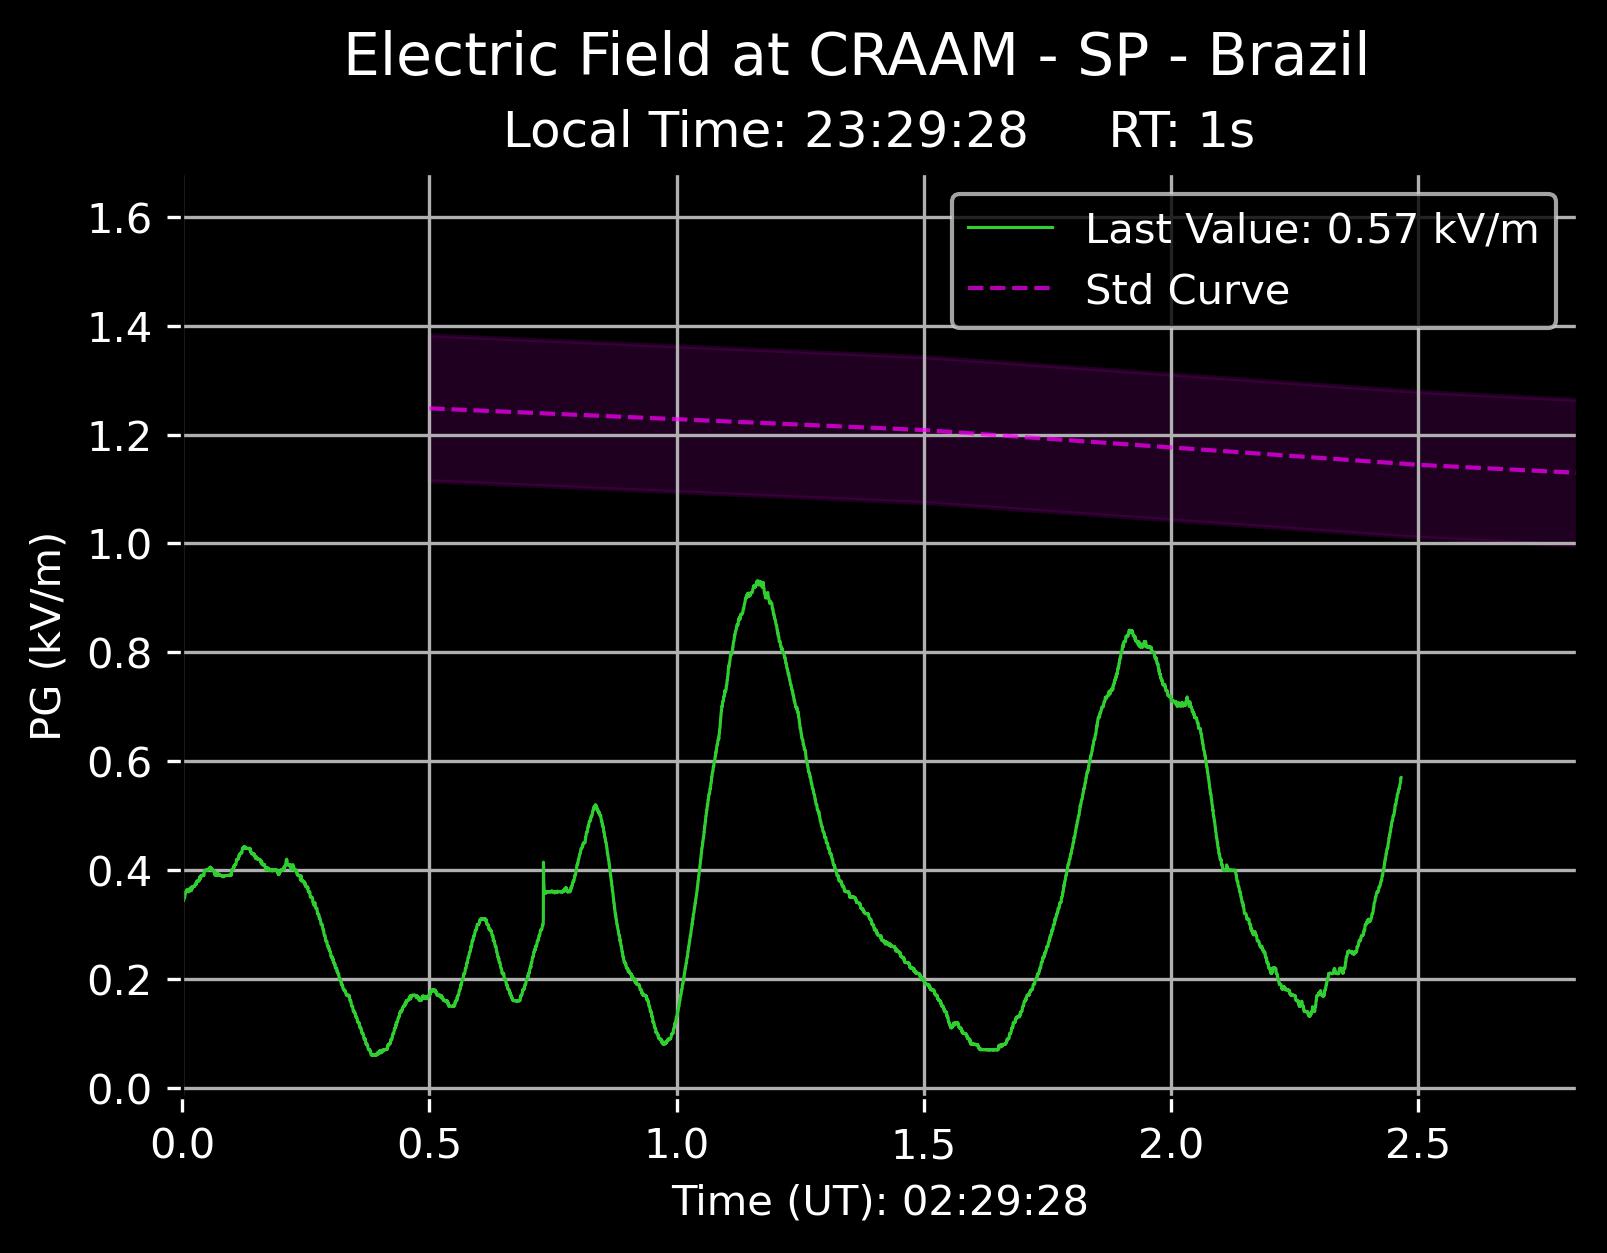 Electric Field at CRAAM - SP - Brazil
Local Time: 23:29:28 RT: 1s
Last Value: 0.57 kV/m
Std Curve
PG (kV/m)
1.6
1.4
1.2
1.0
0.8
0.6
0.4
0.2
0.0
0.0 0.5 1.0 1.5 2.0 2.5
Time (UT): 02:29:28